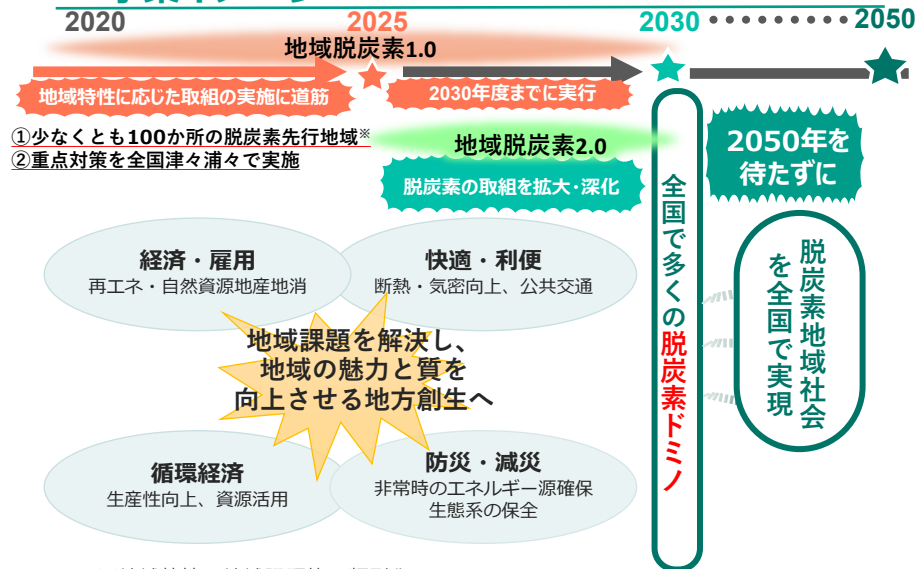 事業イメージ
2020
2025
2030
2050
地域脱炭素1.0
地域特性に応じた取組の実施に道筋
2030年度までに実行
①少なくとも100か所の脱炭素先行地域※
②重点対策を全国津々浦々で実施
地域脱炭素2.0
脱炭素の取組を拡大・深化
2050年を
待たずに
全国で多くの脱炭素ドミノ
脱炭素地域社会
を全国で実現
経済・雇用
再エネ・自然資源地産地消
快適・利便
断熱・気密向上、公共交通
地域課題を解決し、
地域の魅力と質を
向上させる地方創生へ
循環経済
生産性向上、資源活用
防災・減災
非常時のエネルギー源確保
生態系の保全